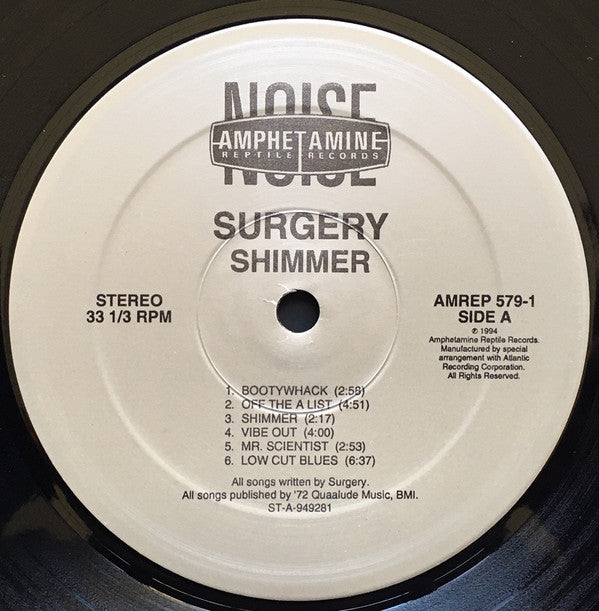 NOISE
AMPHETAMINE
REPTILE RECORDS
NOISE
SURGERY
SHIMMER
STEREO
33 1/3 RPM
AMREP 579-1
SIDE A
℗ 1994
Amphetamine Reptile Records.
Manufactured by special
arrangement with Atlantic
Recording Corporation.
All Rights Reserved.
1. BOOTYWHACK (2:58)
2. OFF THE A LIST (4:51)
3. SHIMMER (2:17)
4. VIBE OUT (4:00)
5. MR. SCIENTIST (2:53)
6. LOW CUT BLUES (6:37)
All songs written by Surgery.
All songs published by '72 Quaalude Music, BMI.
ST-A-949281